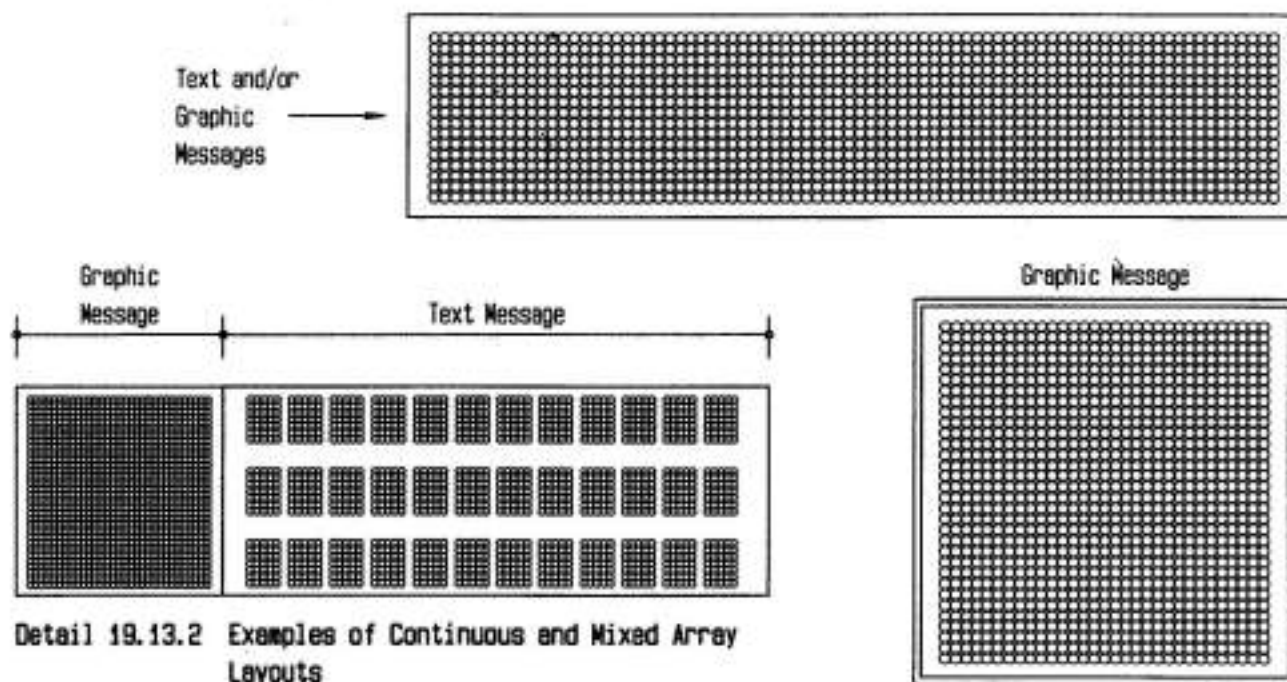 Text and/or
Graphic
Messages
Graphic
Message
Text Message
Graphic Message
Detail 19.13.2 Examples of Continuous and Mixed Array
Layouts